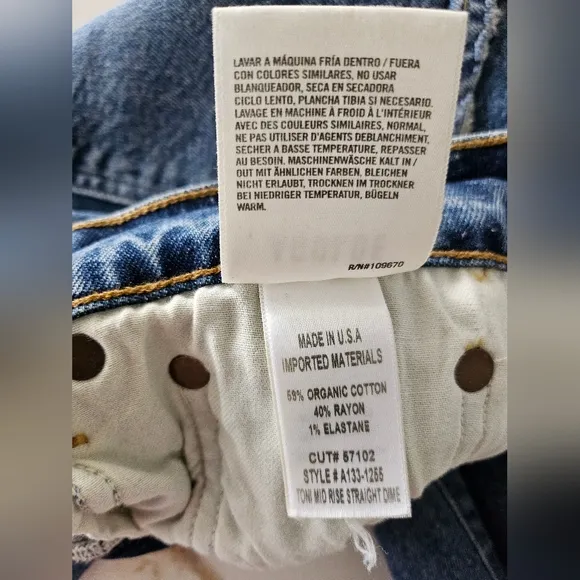 LAVAR A MÁQUINA FRÍA DENTRO / FUERA
CON COLORES SIMILARES, NO USAR
BLANQUEADOR, SECA EN SECADORA
CICLO LENTO, PLANCHA TIBIA SI NECESARIO.
LAVAGE EN MACHINE À FROID À L'INTÉRIEUR
AVEC DES COULEURS SIMILAIRES, NORMAL,
NE PAS UTILISER D'AGENTS DEBLANCHIMENT,
SECHER A BASSE TEMPERATURE, REPASSER
AU BESOIN. MASCHINENWÄSCHE KALT IN /
OUT MIT ÄHNLICHEN FARBEN, BLEICHEN
NICHT ERLAUBT, TROCKNEN IM TROCKNER
BEI NIEDRIGER TEMPERATUR, BÜGELN
WARM.
R/N#109670
MADE IN U.S.A
IMPORTED MATERIALS
59% ORGANIC COTTON
40% RAYON
1% ELASTANE
CUT# 57102
STYLE # A133-1255
TONI MID RISE STRAIGHT DIME